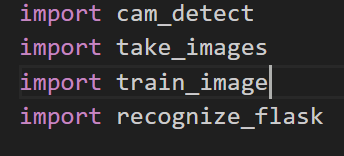 import cam_detect
import take_images
import train_image
import recognize_flask